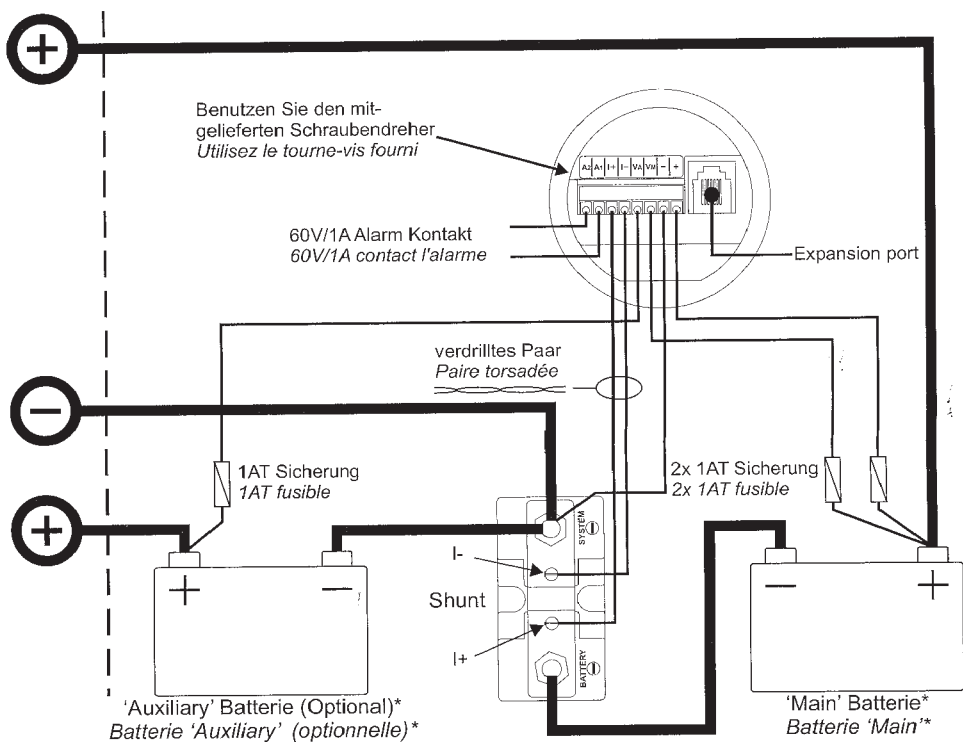 +
Benutzen Sie den mit-
gelieferten Schraubendreher
Utilisez le tourne-vis fourni
A2 A1 I+ I- VA VM - +
60V/1A Alarm Kontakt
60V/1A contact l'alarme
Expansion port
verdrilltes Paar
Paire torsadée
-
1AT Sicherung
1AT fusible
2x 1AT Sicherung
2x 1AT fusible
+
SYSTEM
I-
Shunt
I+
BATTERY
+ -
- +
'Auxiliary' Batterie (Optional)*
Batterie 'Auxiliary' (optionnelle)*
'Main' Batterie*
Batterie 'Main'*